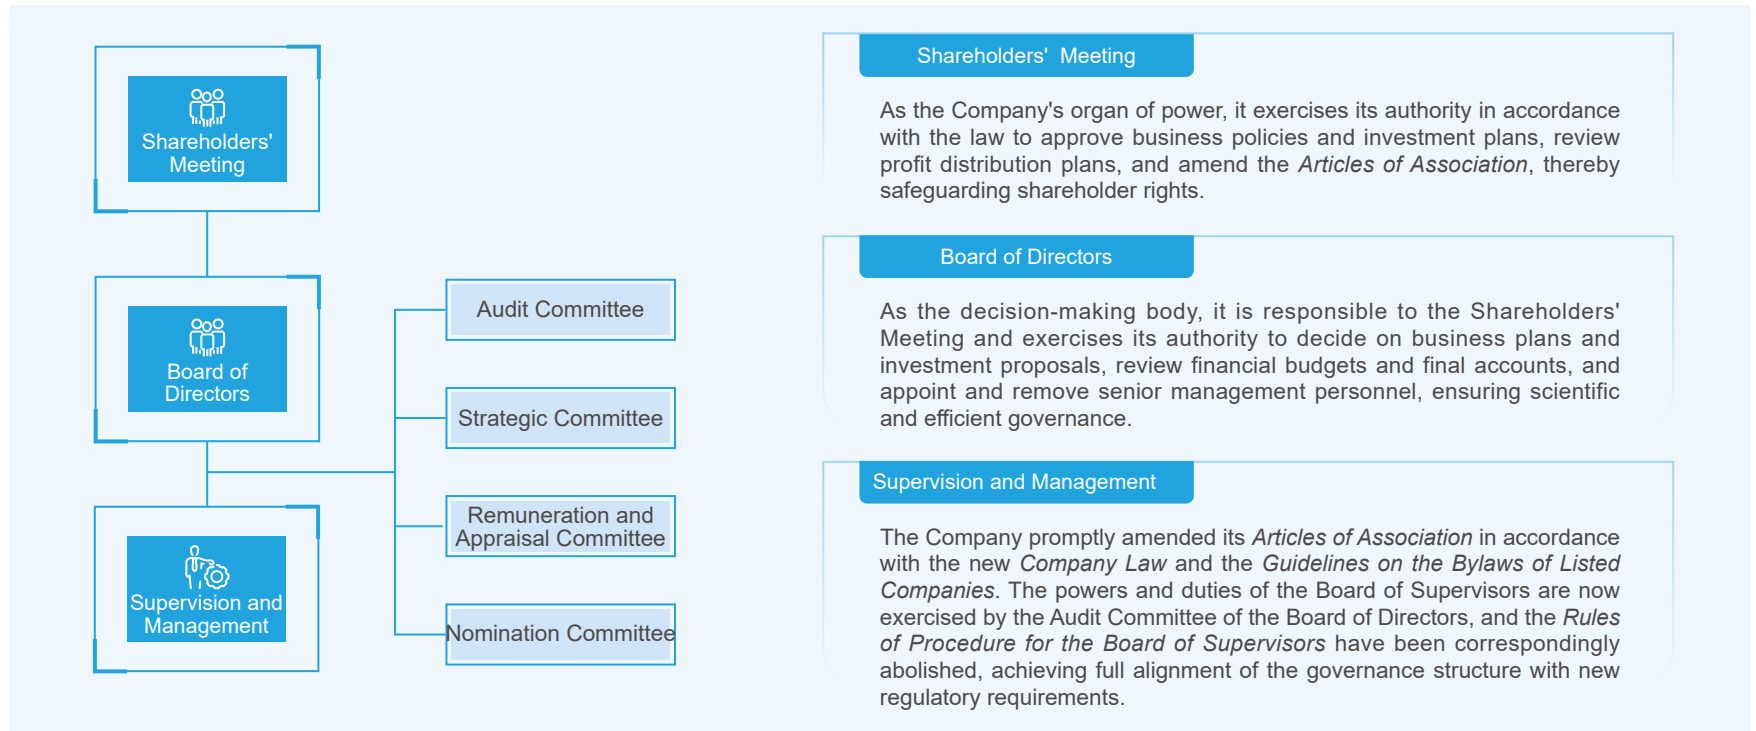 Shareholders'
Meeting
Board of
Directors
Supervision and
Management
Audit Committee
Strategic Committee
Remuneration and
Appraisal Committee
Nomination Committee
Shareholders' Meeting
As the Company's organ of power, it exercises its authority in accordance
with the law to approve business policies and investment plans, review
profit distribution plans, and amend the Articles of Association, thereby
safeguarding shareholder rights.
Board of Directors
As the decision-making body, it is responsible to the Shareholders'
Meeting and exercises its authority to decide on business plans and
investment proposals, review financial budgets and final accounts, and
appoint and remove senior management personnel, ensuring scientific
and efficient governance.
Supervision and Management
The Company promptly amended its Articles of Association in accordance
with the new Company Law and the Guidelines on the Bylaws of Listed
Companies. The powers and duties of the Board of Supervisors are now
exercised by the Audit Committee of the Board of Directors, and the Rules
of Procedure for the Board of Supervisors have been correspondingly
abolished, achieving full alignment of the governance structure with new
regulatory requirements.